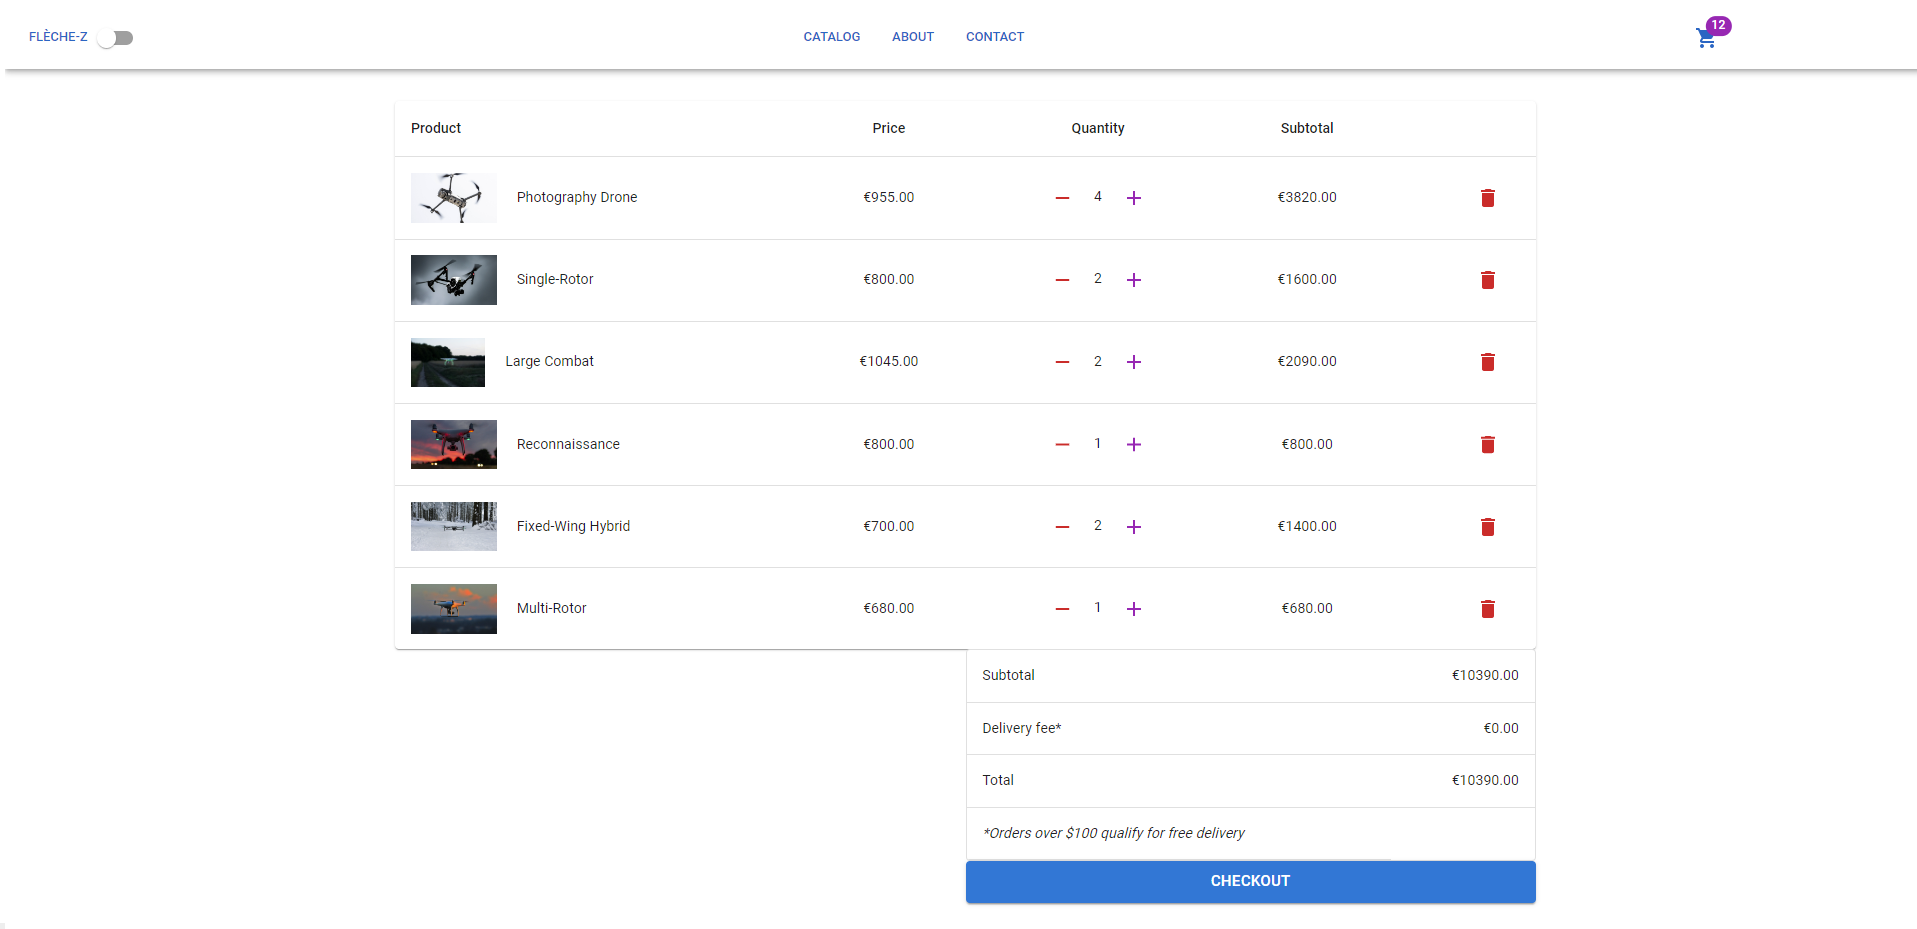 FLÈCHE-Z CATALOG ABOUT CONTACT 12
Product Price Quantity Subtotal
Photography Drone €955.00 4 €3820.00
Single-Rotor €800.00 2 €1600.00
Large Combat €1045.00 2 €2090.00
Reconnaissance €800.00 1 €800.00
Fixed-Wing Hybrid €700.00 2 €1400.00
Multi-Rotor €680.00 1 €680.00
Subtotal €10390.00
Delivery fee* €0.00
Total €10390.00
*Orders over $100 qualify for free delivery
CHECKOUT